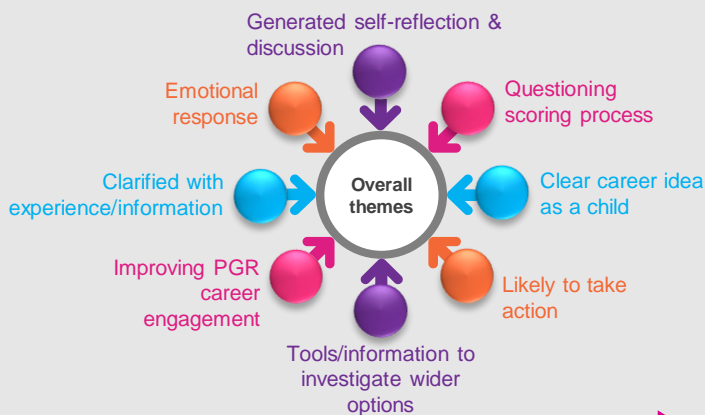 Generated self-reflection &
discussion
Emotional
response
Questioning
scoring process
Clarified with
experience/information
Overall
themes
Clear career idea
as a child
Improving PGR
career
engagement
Likely to take
action
Tools/information to
investigate wider
options